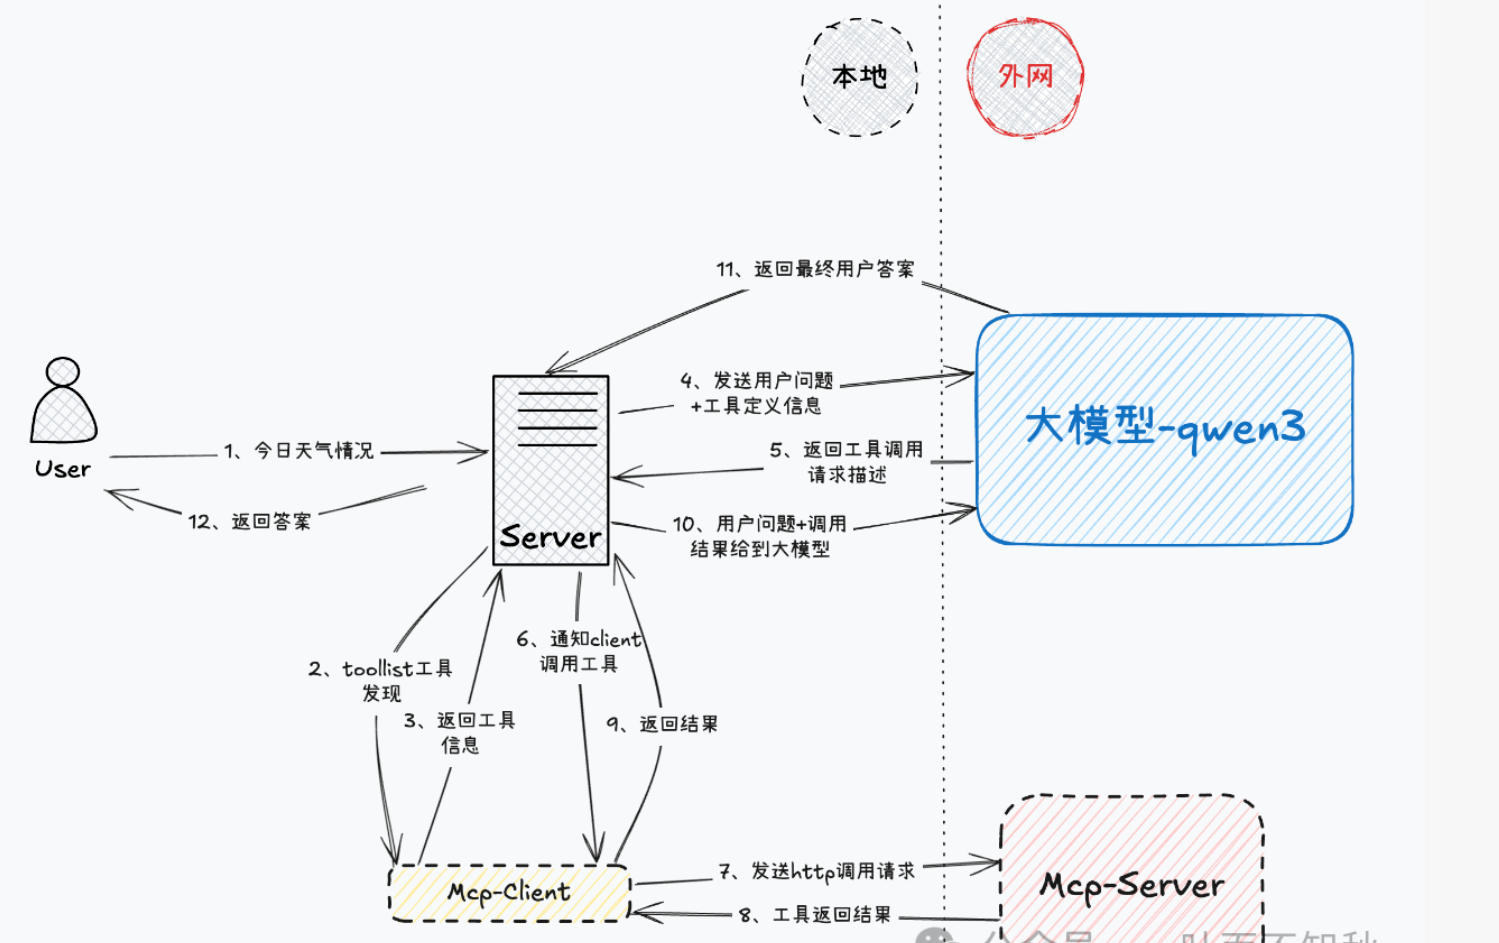 本地
外网
11、返回最终用户答案
4、发送用户问题
+工具定义信息
大模型-qwen3
1、今日天气情况
5、返回工具调用
请求描述
User
12、返回答案
Server
10、用户问题+调用
结果给到大模型
6、通知client
调用工具
2、toollist工具
发现
3、返回工具
信息
9、返回结果
7、发送http调用请求
Mcp-Client
Mcp-Server
8、工具返回结果